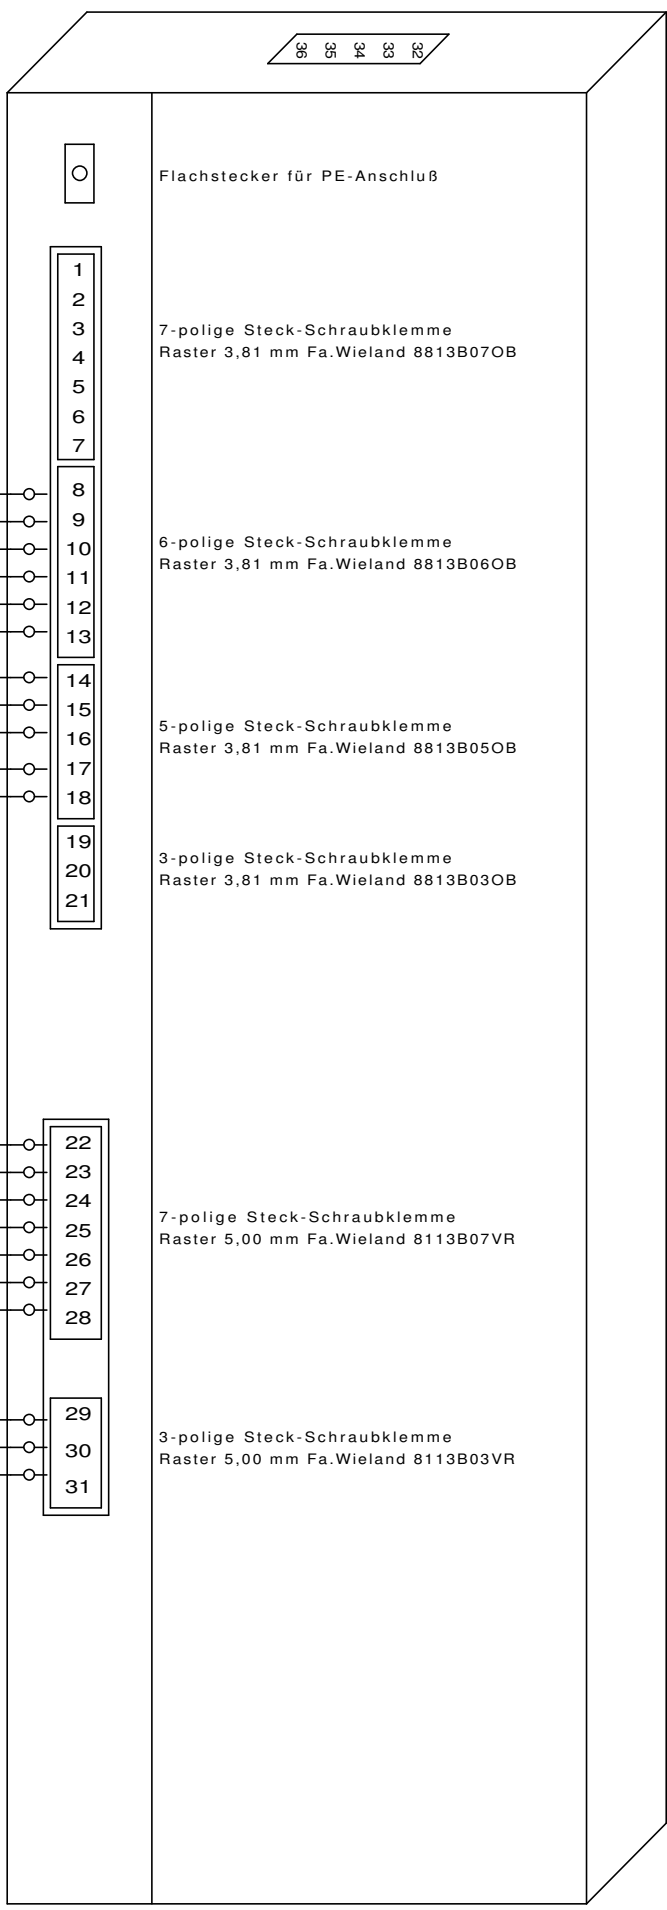 36 35 34 33 32
Flachstecker für PE-Anschluß
1
2
3
4
5
6
7
7-polige Steck-Schraubklemme
Raster 3,81 mm Fa.Wieland 8813B07OB
8
9
10
11
12
13
6-polige Steck-Schraubklemme
Raster 3,81 mm Fa.Wieland 8813B06OB
14
15
16
17
18
5-polige Steck-Schraubklemme
Raster 3,81 mm Fa.Wieland 8813B05OB
19
20
21
3-polige Steck-Schraubklemme
Raster 3,81 mm Fa.Wieland 8813B03OB
22
23
24
25
26
27
28
7-polige Steck-Schraubklemme
Raster 5,00 mm Fa.Wieland 8113B07VR
29
30
31
3-polige Steck-Schraubklemme
Raster 5,00 mm Fa.Wieland 8113B03VR